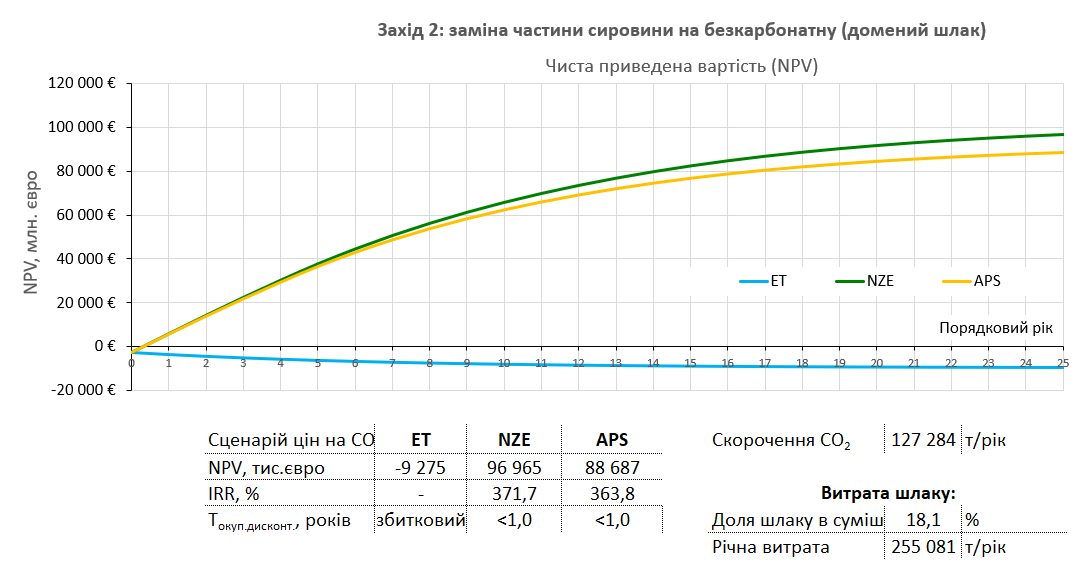 Захід 2: заміна частини сировини на безкарбонатну (домений шлак)
Чиста приведена вартість (NPV)
NPV, млн. євро
120 000 €
100 000 €
80 000 €
60 000 €
40 000 €
20 000 €
0 €
-20 000 €
ET NZE APS
Порядковий рік
0 1 2 3 4 5 6 7 8 9 10 11 12 13 14 15 16 17 18 19 20 21 22 23 24 25
Сценарій цін на CO ET NZE APS
NPV, тис.євро -9 275 96 965 88 687
IRR, % - 371,7 363,8
Токуп.дисконт., років збитковий <1,0 <1,0
Скорочення CO2 127 284 т/рік
Витрата шлаку:
Доля шлаку в суміш 18,1 %
Річна витрата 255 081 т/рік